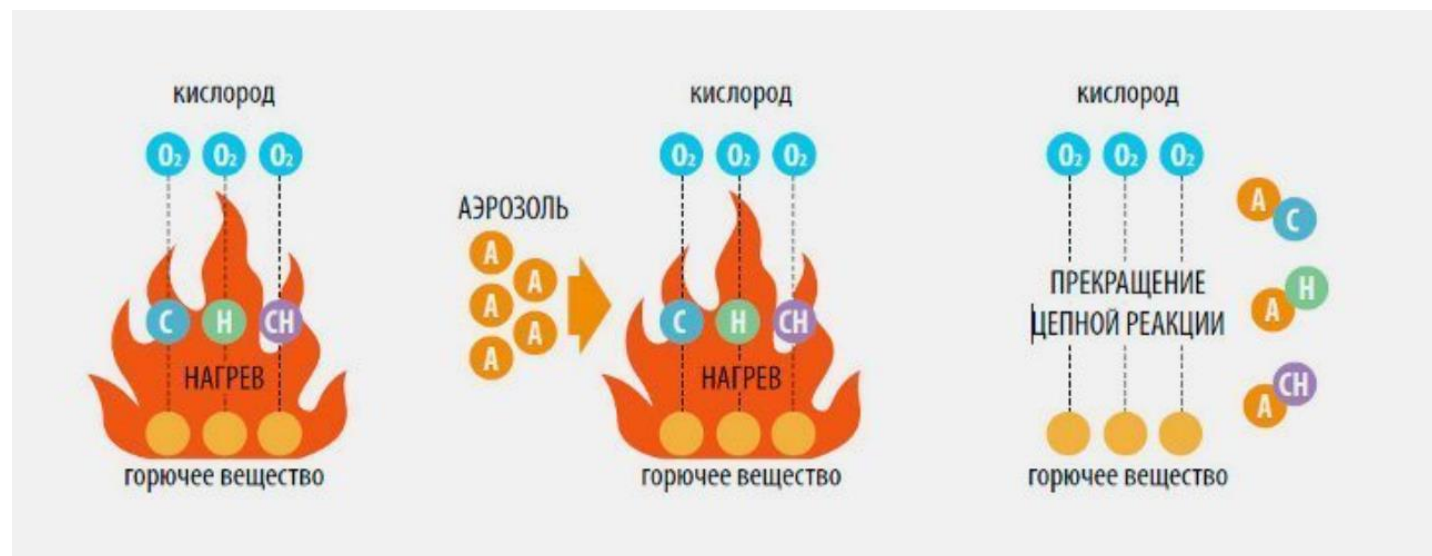 кислород
O₂ O₂ O₂
C H CH
НАГРЕВ
горючее вещество
АЭРОЗОЛЬ
A
A
A
A
A
кислород
O₂ O₂ O₂
C H CH
НАГРЕВ
горючее вещество
кислород
O₂ O₂ O₂
ПРЕКРАЩЕНИЕ
ЦЕПНОЙ РЕАКЦИИ
горючее вещество
A C
A H
A CH